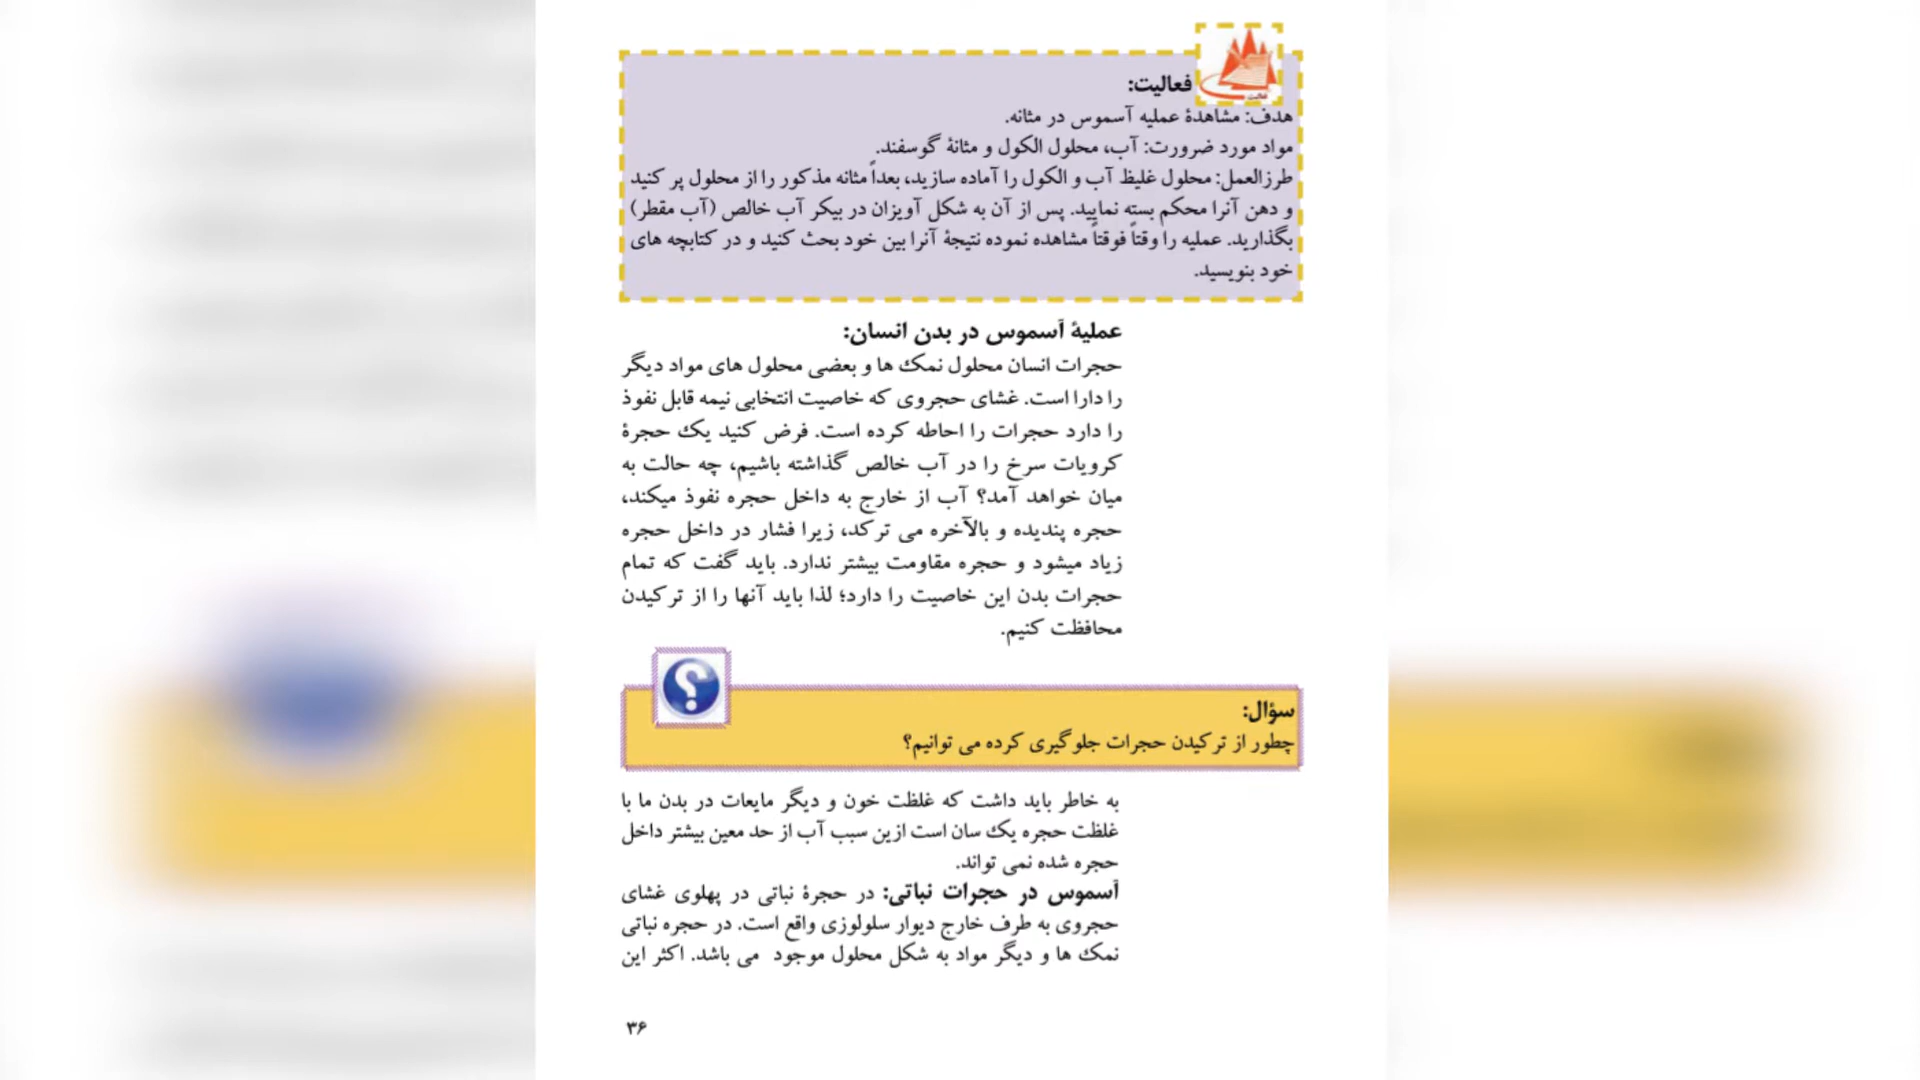 فعالیت:
هدف: مشاهدهٔ عملیه آسموس در مثانه.
مواد مورد ضرورت: آب، محلول الکول و مثانهٔ گوسفند.
طرزالعمل: محلول غلیظ آب و الکول را آماده سازید، بعداً مثانه مذکور را از محلول پر کنید
و دهن آنرا محکم بسته نمایید. پس از آن به شکل آویزان در بیکر آب خالص (آب مقطر)
بگذارید. عملیه را وقتاً فوقتاً مشاهده نموده نتیجهٔ آنرا بین خود بحث کنید و در کتابچه های
خود بنویسید.
عملیهٔ آسموس در بدن انسان:
حجرات انسان محلول نمک ها و بعضی محلول های مواد دیگر
را دارا است. غشای حجروی که خاصیت انتخابی نیمه قابل نفوذ
را دارد حجرات را احاطه کرده است. فرض کنید یک حجرهٔ
کرویات سرخ را در آب خالص گذاشته باشیم، چه حالت به
میان خواهد آمد؟ آب از خارج به داخل حجره نفوذ میکند،
حجره پندیده و بالآخره می ترکد، زیرا فشار در داخل حجره
زیاد میشود و حجره مقاومت بیشتر ندارد. باید گفت که تمام
حجرات بدن این خاصیت را دارد؛ لذا باید آنها را از ترکیدن
محافظت کنیم.
سؤال:
چطور از ترکیدن حجرات جلوگیری کرده می توانیم؟
به خاطر باید داشت که غلظت خون و دیگر مایعات در بدن ما با
غلظت حجره یک سان است ازین سبب آب از حد معین بیشتر داخل
حجره شده نمی تواند.
آسموس در حجرات نباتی: در حجرهٔ نباتی در پهلوی غشای
حجروی به طرف خارج دیوار سلولوزی واقع است. در حجره نباتی
نمک ها و دیگر مواد به شکل محلول موجود می باشد. اکثر این
۳۶